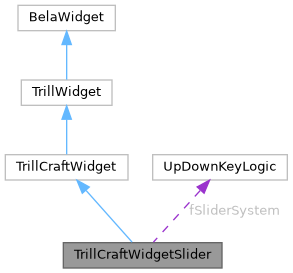 BelaWidget
TrillWidget
TrillCraftWidget
UpDownKeyLogic
fSliderSystem
TrillCraftWidgetSlider